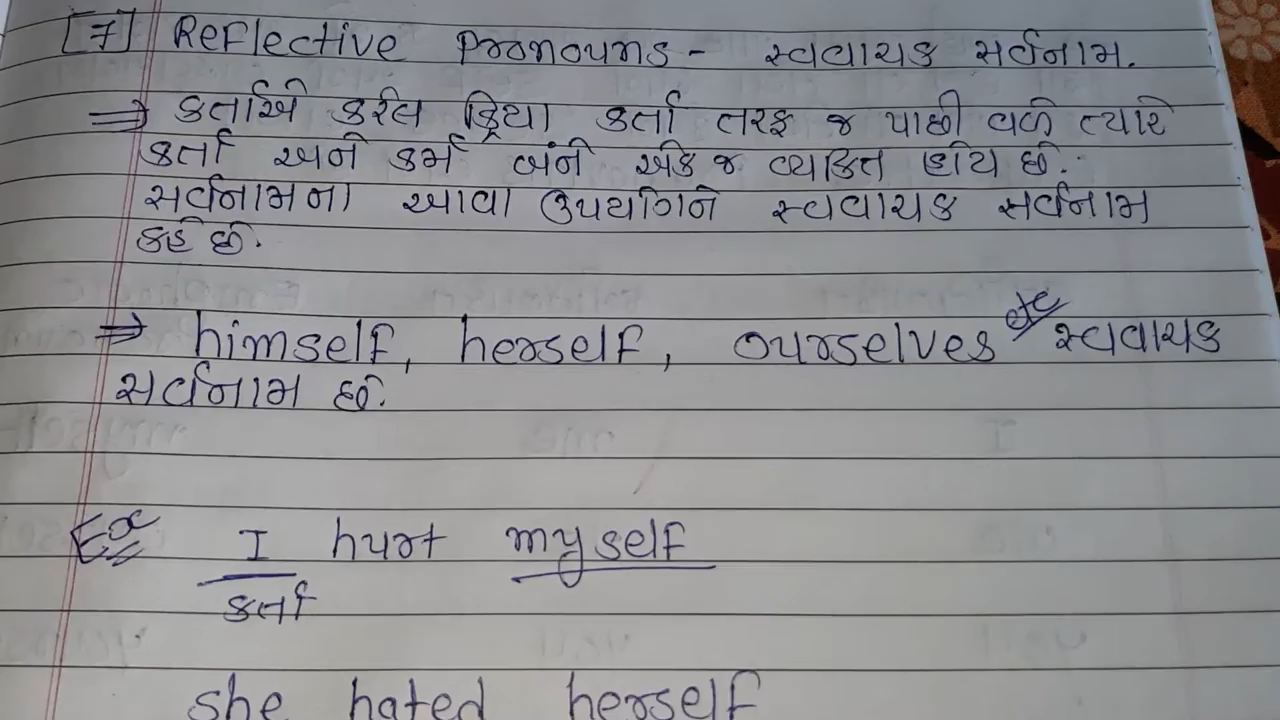 [7] Reflective Pronouns - સ્વવાચક સર્વનામ.
⇒ કર્તાએ કરેલ ક્રિયા કર્તા તરફ જ પાછી વળે ત્યારે
કર્તા અને કર્મ બંને એક જ વ્યકિત હોય છે.
સર્વનામના આવા ઉપયોગને સ્વવાચક સર્વનામ
કહે છે.
⇒ himself, herself, ourselves etc સ્વવાચક
સર્વનામ છે.
Ex I hurt myself
કર્તા
she hated herself